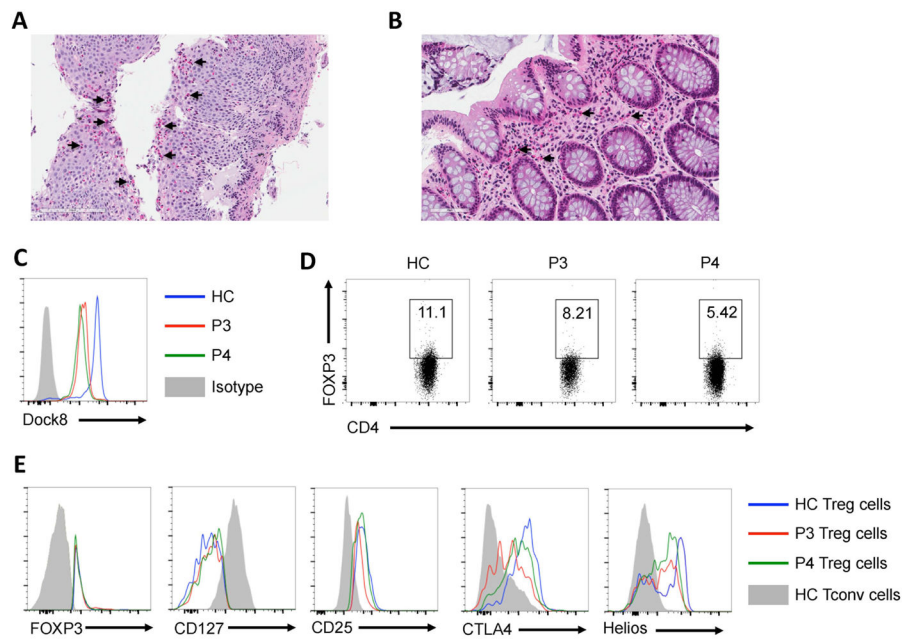 A
B
C
HC
P3
P4
Isotype
Dock8
D
HC
P3
P4
11.1
8.21
5.42
FOXP3
CD4
E
FOXP3
CD127
CD25
CTLA4
Helios
HC Treg cells
P3 Treg cells
P4 Treg cells
HC Tconv cells